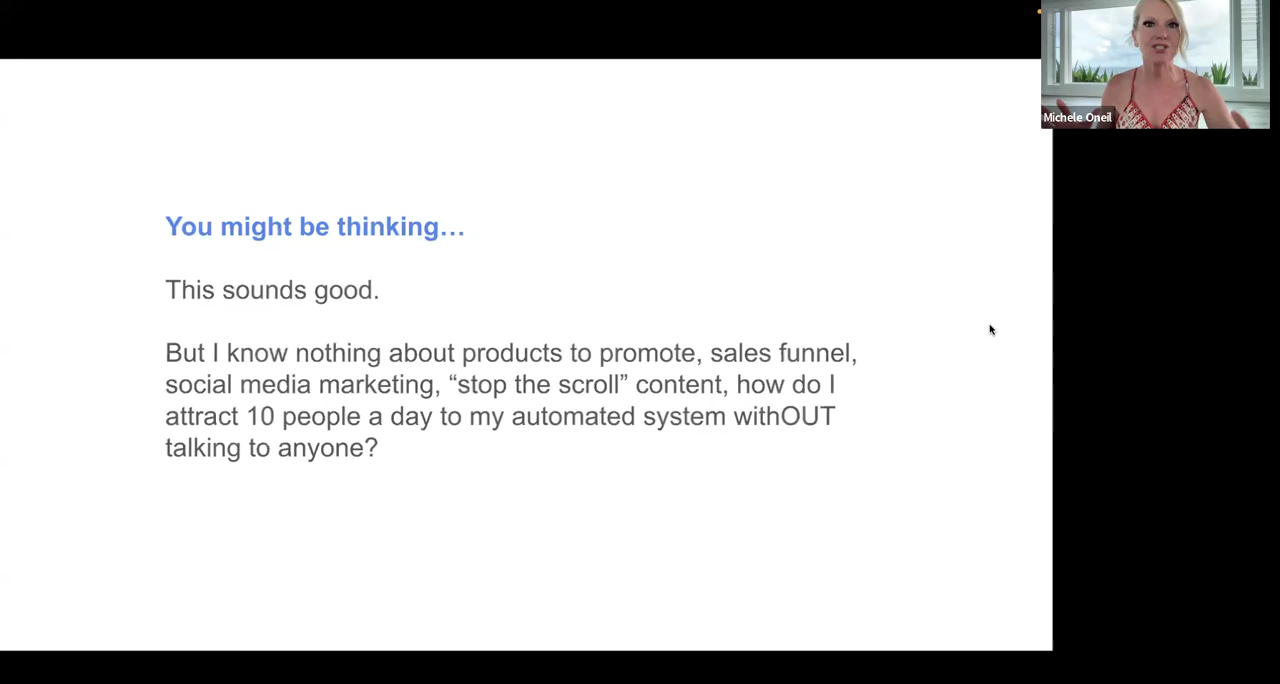 Michele Oneil
You might be thinking…
This sounds good.
But I know nothing about products to promote, sales funnel,
social media marketing, “stop the scroll” content, how do I
attract 10 people a day to my automated system withOUT
talking to anyone?